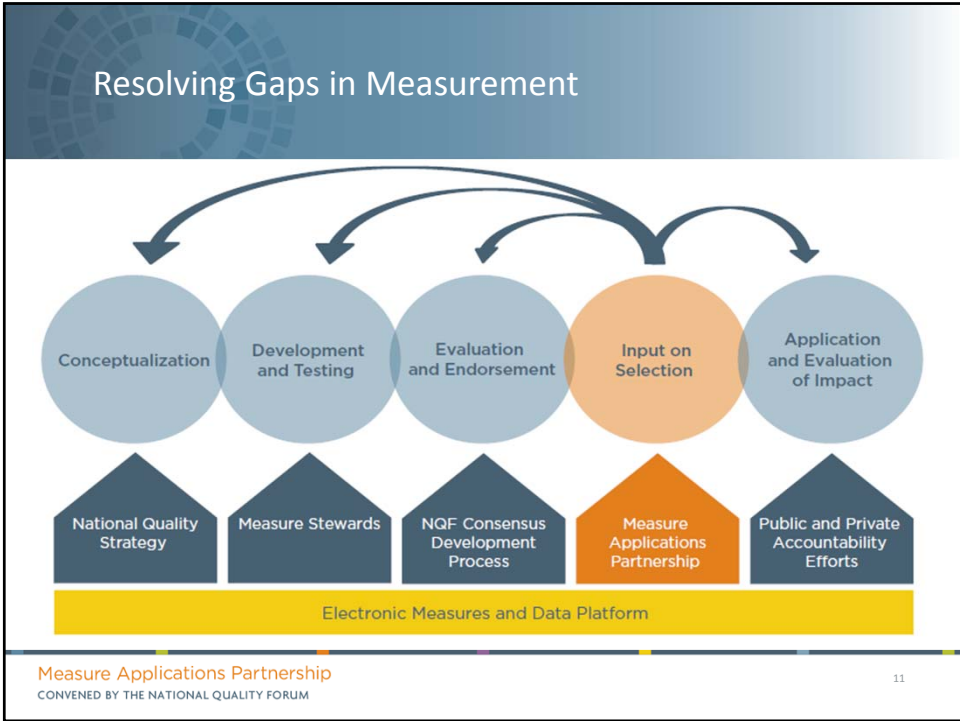 Resolving Gaps in Measurement
Conceptualization
Development
and Testing
Evaluation
and Endorsement
Input on
Selection
Application
and Evaluation
of Impact
National Quality
Strategy
Measure Stewards
NQF Consensus
Development
Process
Measure
Applications
Partnership
Public and Private
Accountability
Efforts
Electronic Measures and Data Platform
Measure Applications Partnership
CONVENED BY THE NATIONAL QUALITY FORUM
11